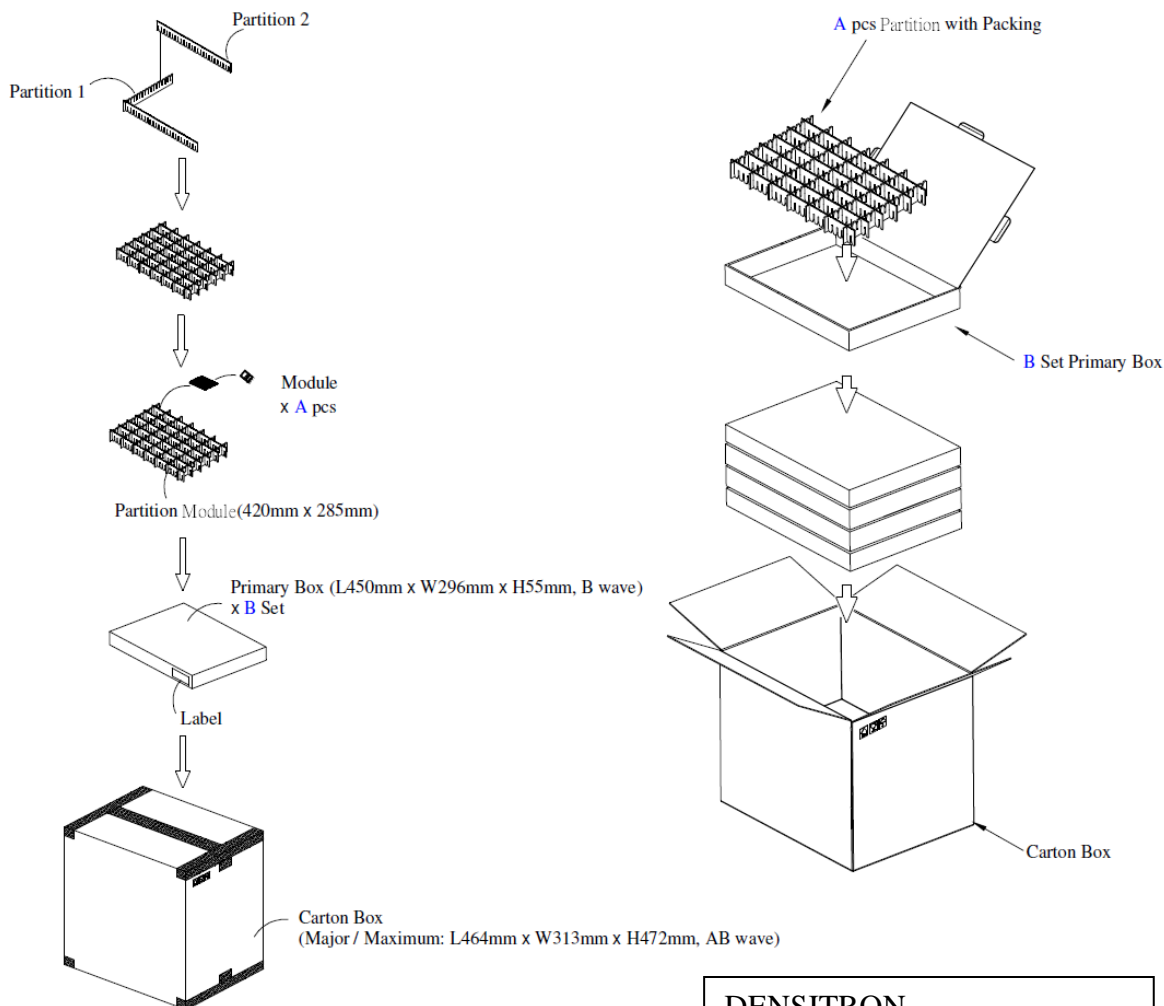 Partition 2
Partition 1
Module
x A pcs
Partition Module(420mm x 285mm)
Primary Box (L450mm x W296mm x H55mm, B wave)
x B Set
Label
Carton Box
(Major / Maximum: L464mm x W313mm x H472mm, AB wave)
A pcs Partition with Packing
B Set Primary Box
Carton Box
DENSITRON